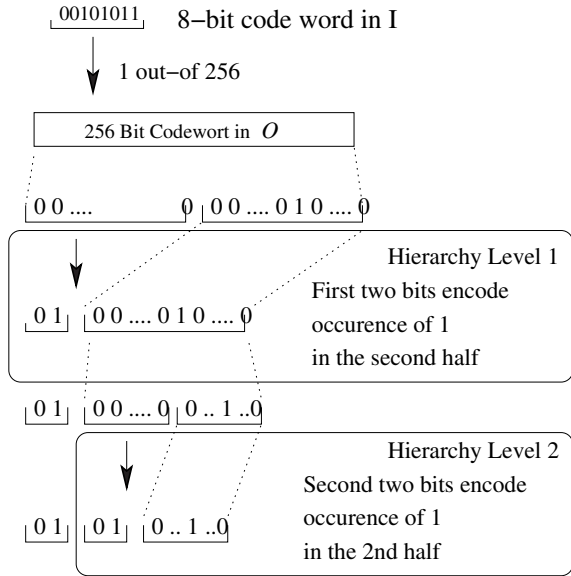 00101011 8-bit code word in I
1 out-of 256
256 Bit Codewort in O
0 0 .... 0 0 0 .... 0 1 0 .... 0
Hierarchy Level 1
First two bits encode
0 1 0 0 .... 0 1 0 .... 0 occurence of 1
in the second half
0 1 0 0 .... 0 0 .. 1 ..0
Hierarchy Level 2
Second two bits encode
occurence of 1
0 1 0 1 0 .. 1 ..0 in the 2nd half